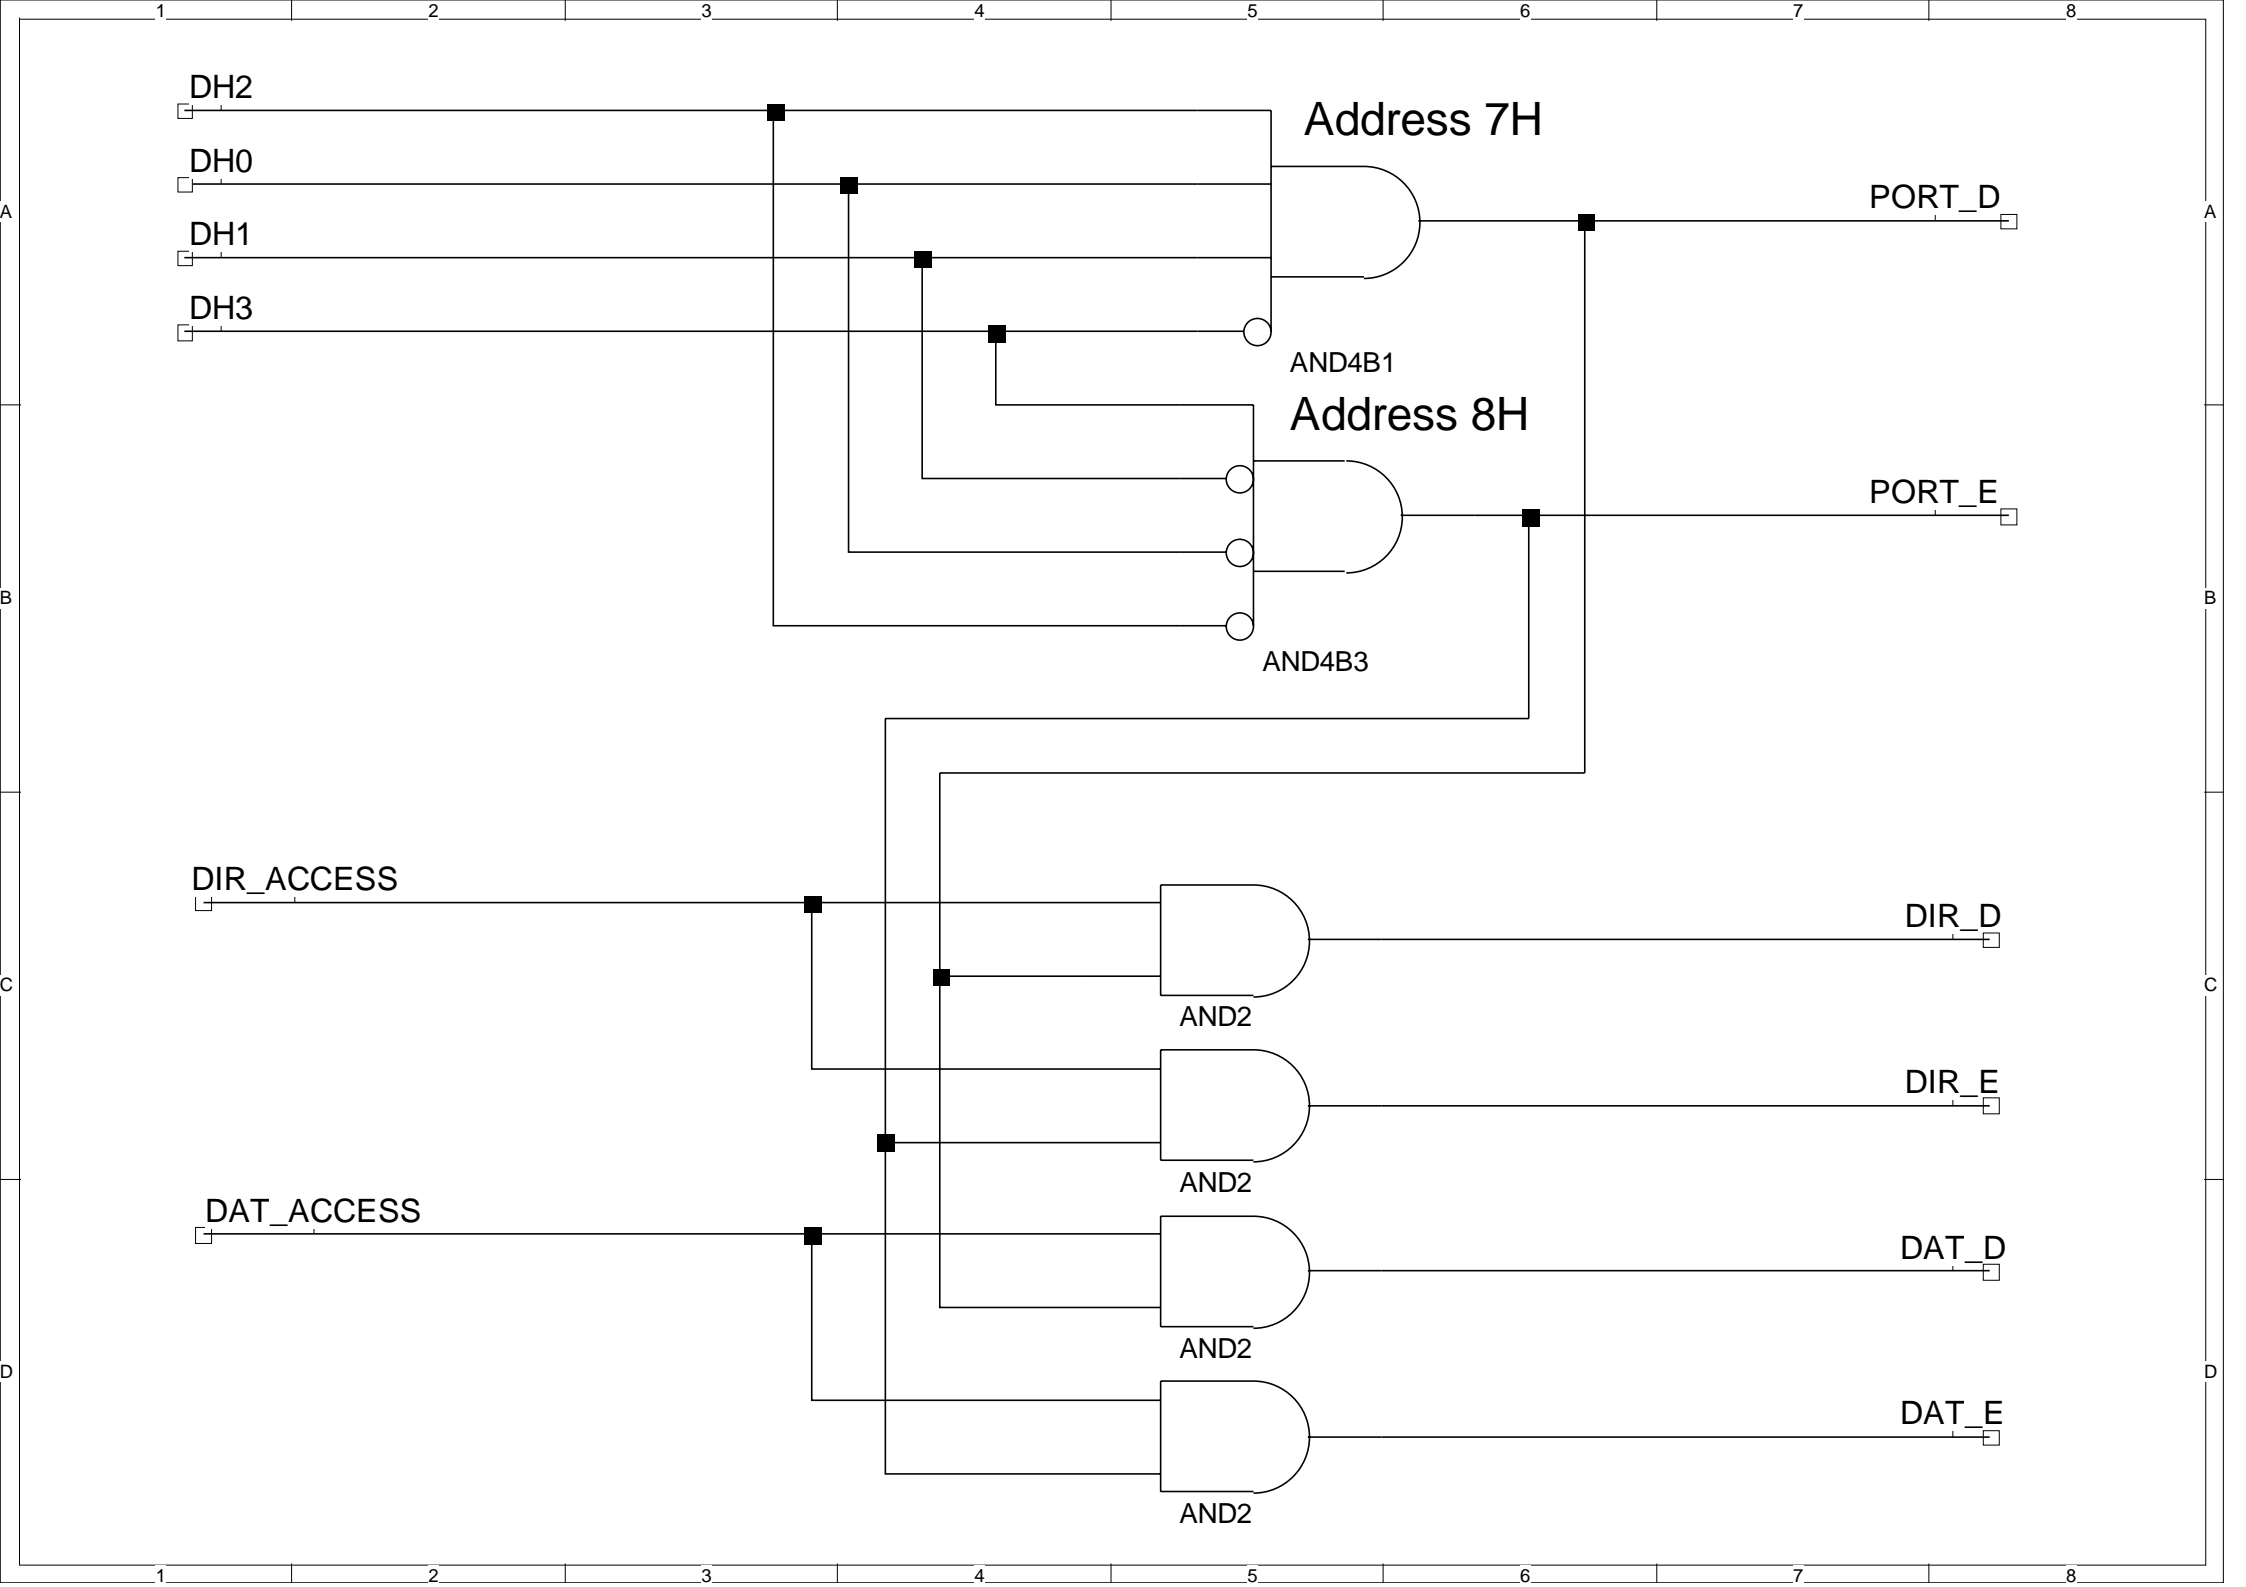 1 2 3 4 5 6 7 8
DH2
Address 7H
DH0
PORT_D
A A
DH1
DH3
AND4B1
Address 8H
PORT_E
B B
AND4B3
DIR_ACCESS
DIR_D
C C
AND2
DIR_E
AND2
DAT_ACCESS
DAT_D
AND2
D D
DAT_E
AND2
1 2 3 4 5 6 7 8